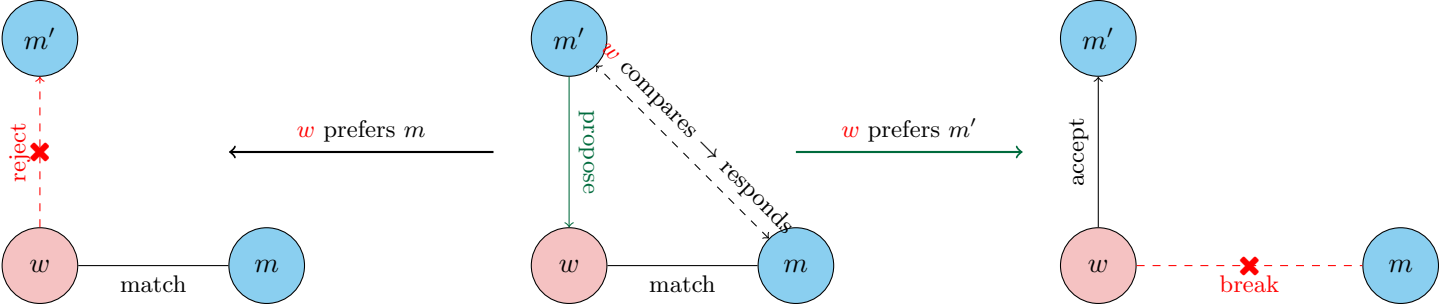 m′
reject
w
match
m
w prefers m
m′
propose
w compares → responds
w
match
m
w prefers m′
m′
accept
w
break
m